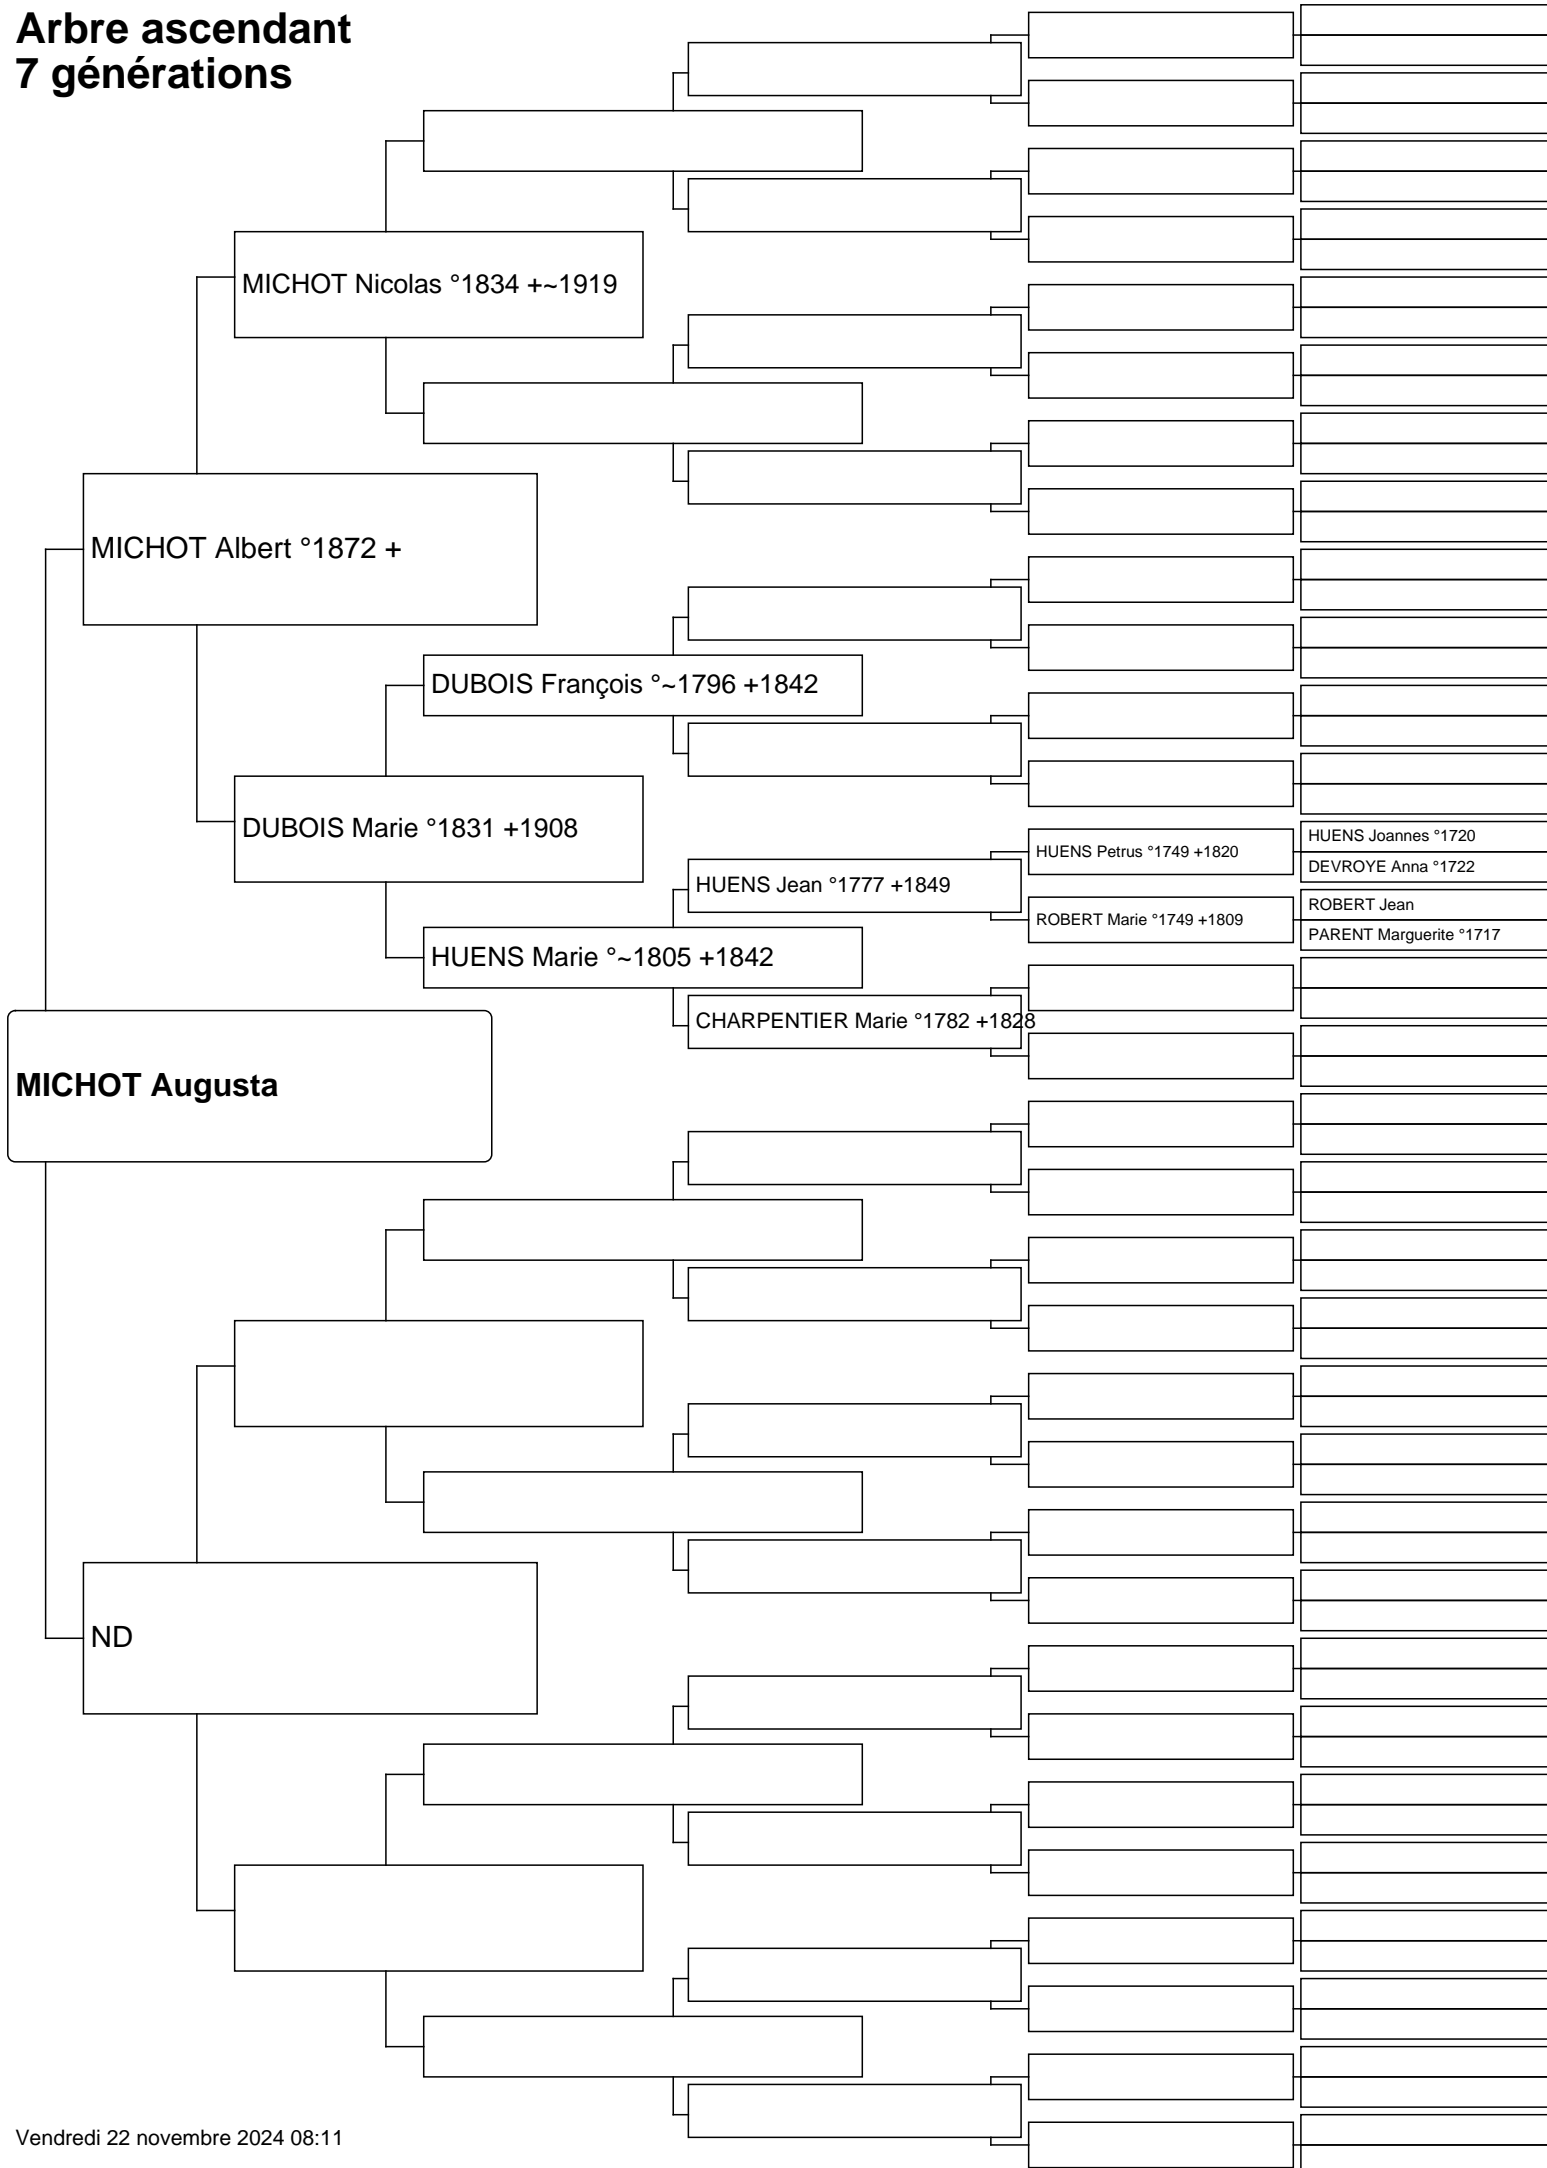 Arbre ascendant
7 générations
MICHOT Nicolas °1834 +~1919
MICHOT Albert °1872 +
DUBOIS François °~1796 +1842
DUBOIS Marie °1831 +1908
HUENS Joannes °1720
HUENS Petrus °1749 +1820
DEVROYE Anna °1722
HUENS Jean °1777 +1849
ROBERT Jean
ROBERT Marie °1749 +1809
PARENT Marguerite °1717
HUENS Marie °~1805 +1842
CHARPENTIER Marie °1782 +1828
MICHOT Augusta
ND
Vendredi 22 novembre 2024 08:11